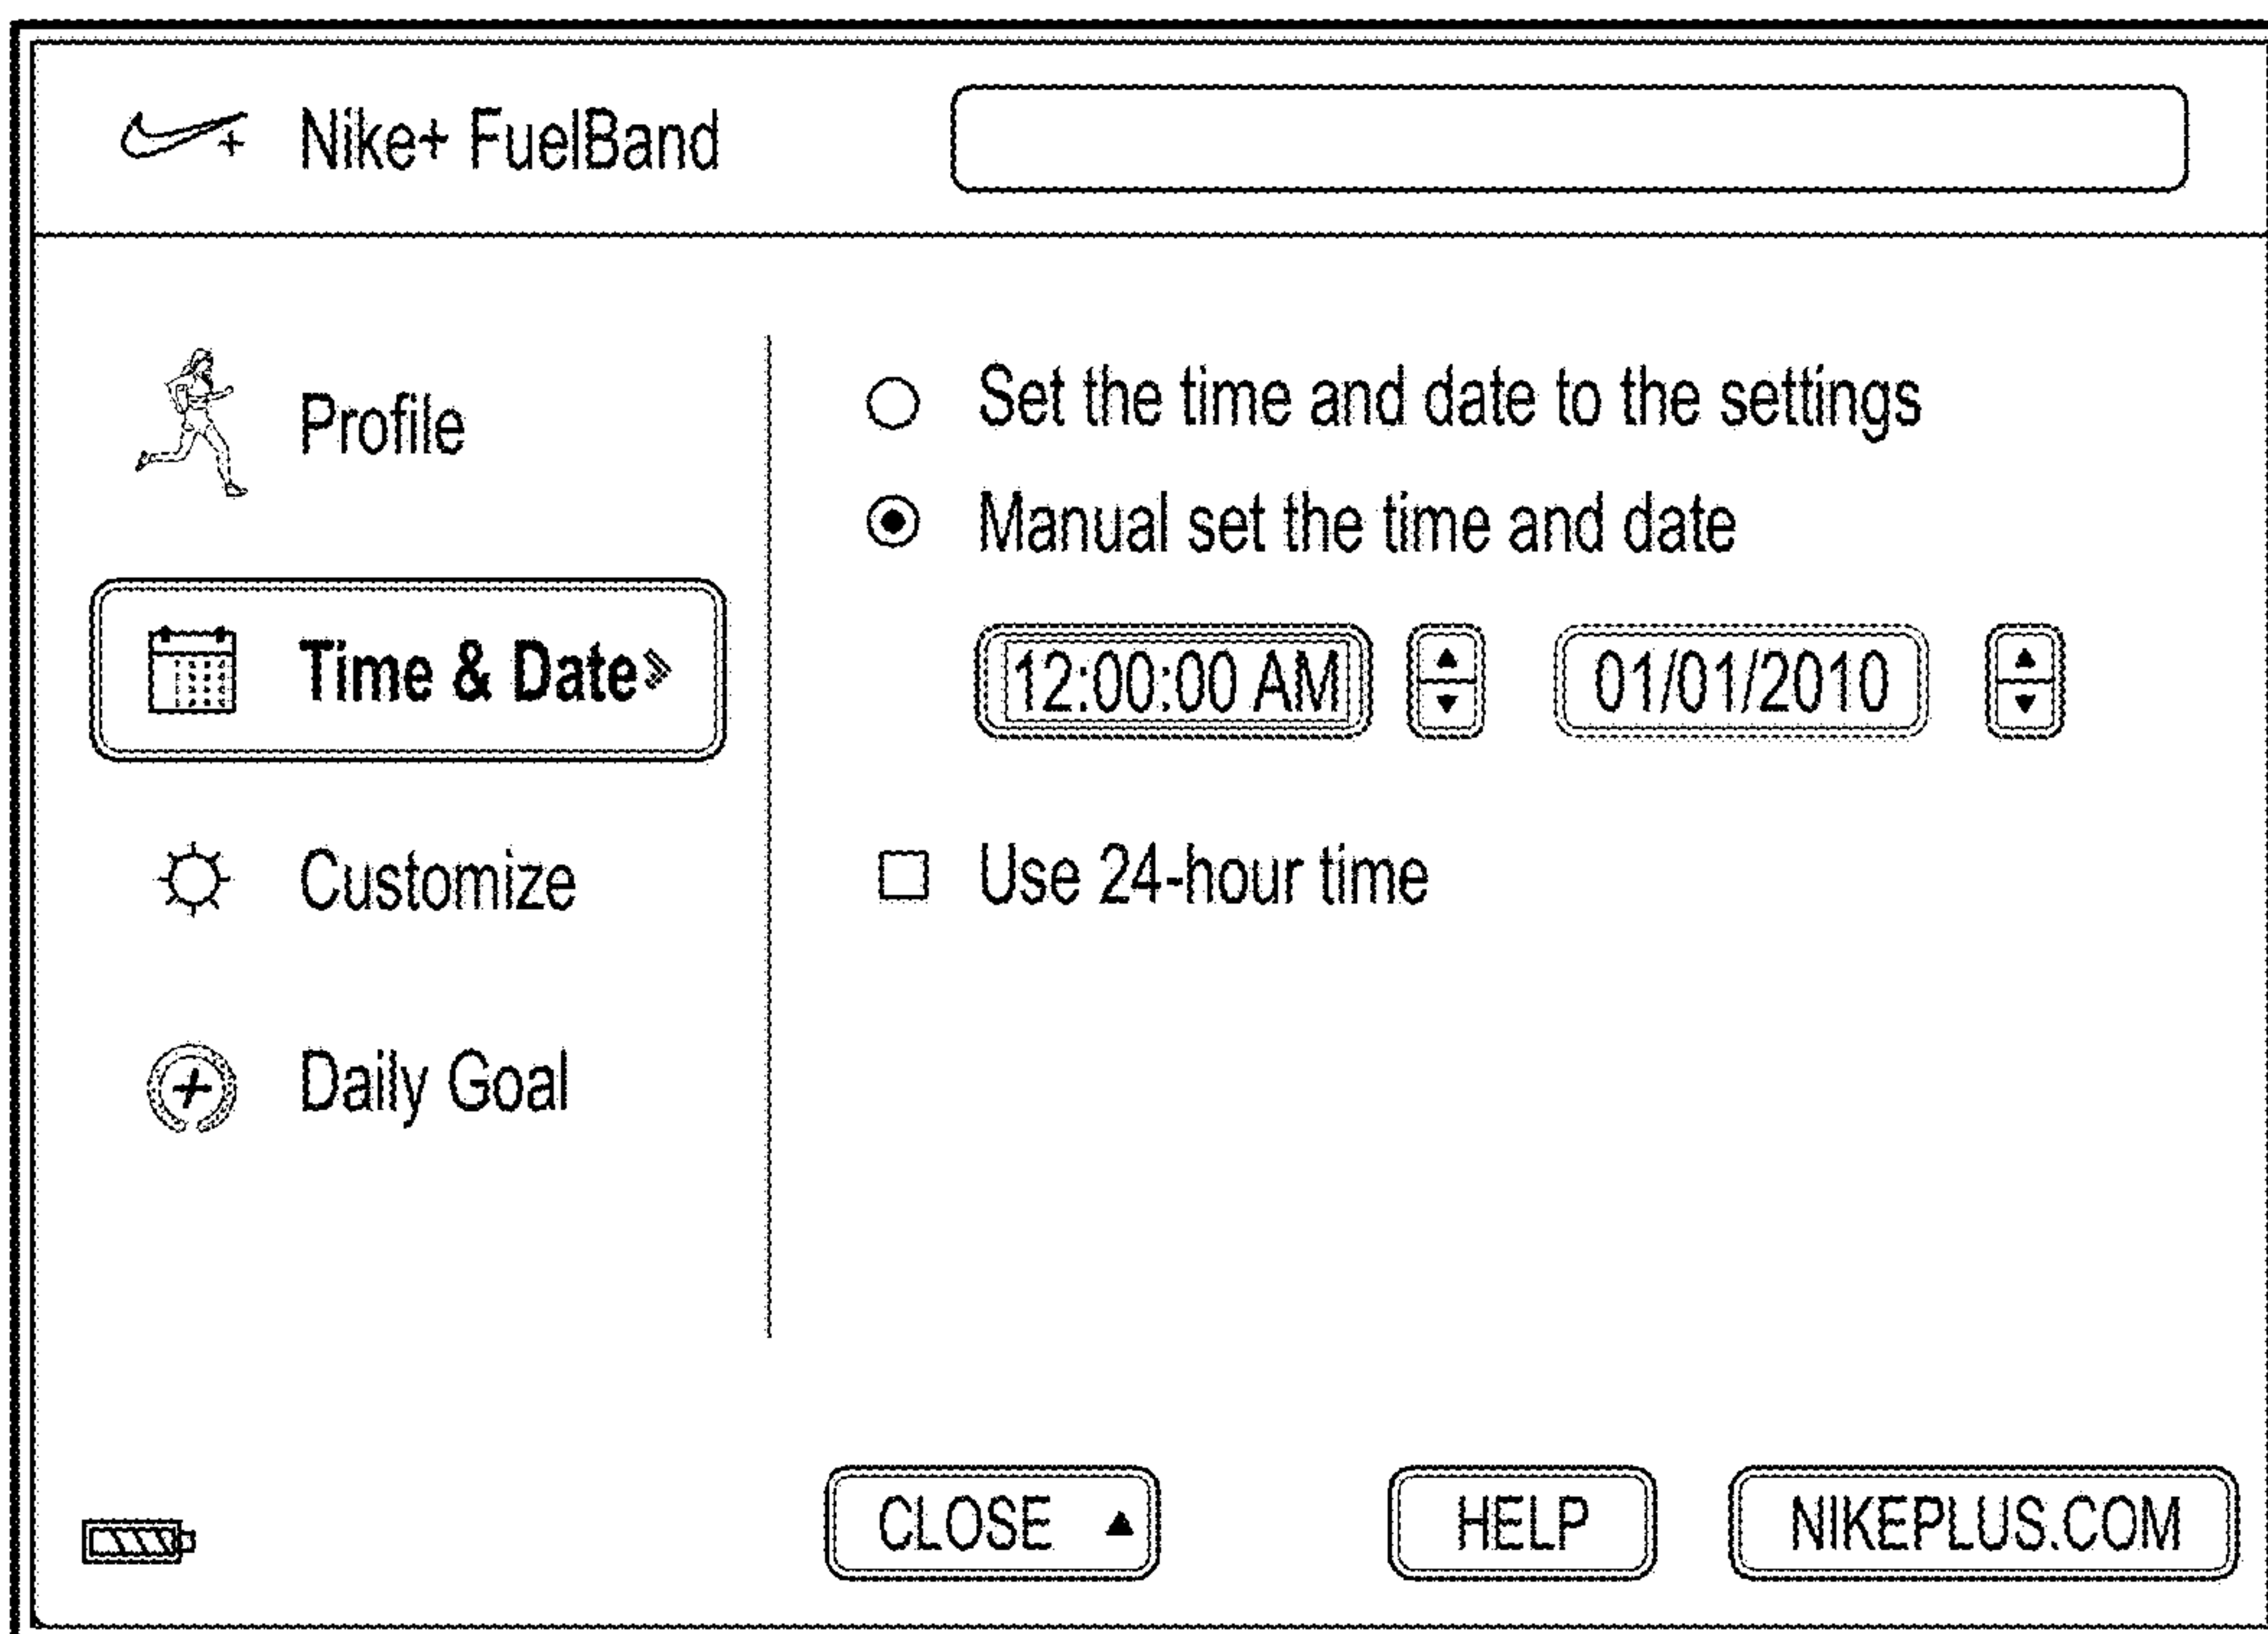 Nike+ FuelBand
Profile
Time & Date
Customize
Daily Goal
Set the time and date to the settings
Manual set the time and date
12:00:00 AM 01/01/2010
Use 24-hour time
CLOSE HELP NIKEPLUS.COM